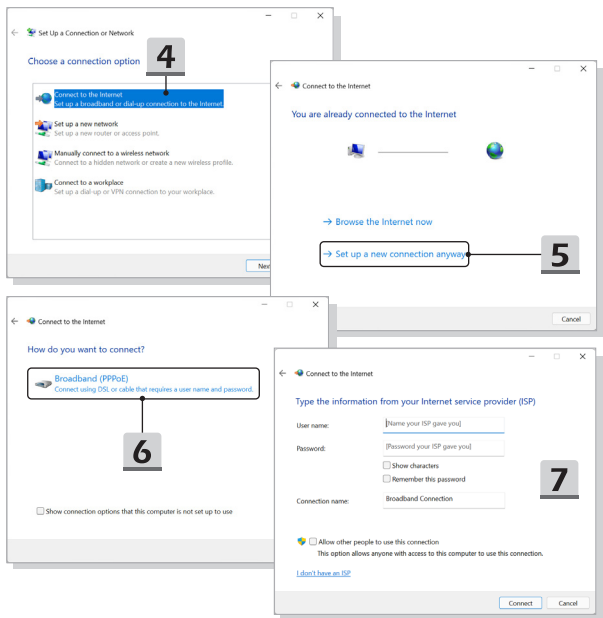 Set Up a Connection or Network
Choose a connection option
4
Connect to the Internet
Set up a broadband or dial-up connection to the Internet.
Set up a new network
Set up a new router or access point.
Manually connect to a wireless network
Connect to a hidden network or create a new wireless profile.
Connect to a workplace
Set up a dial-up or VPN connection to your workplace.
Connect to the Internet
You are already connected to the Internet
→ Browse the Internet now
→ Set up a new connection anyway
5
Cancel
Connect to the Internet
How do you want to connect?
Broadband (PPPoE)
Connect using DSL or cable that requires a user name and password.
6
Show connection options that this computer is not set up to use
Connect to the Internet
Type the information from your Internet service provider (ISP)
User name:
[Name your ISP gave you]
Password:
[Password your ISP gave you]
Show characters
Remember this password
7
Connection name:
Broadband Connection
Allow other people to use this connection
This option allows anyone with access to this computer to use this connection.
I don't have an ISP
Connect
Cancel